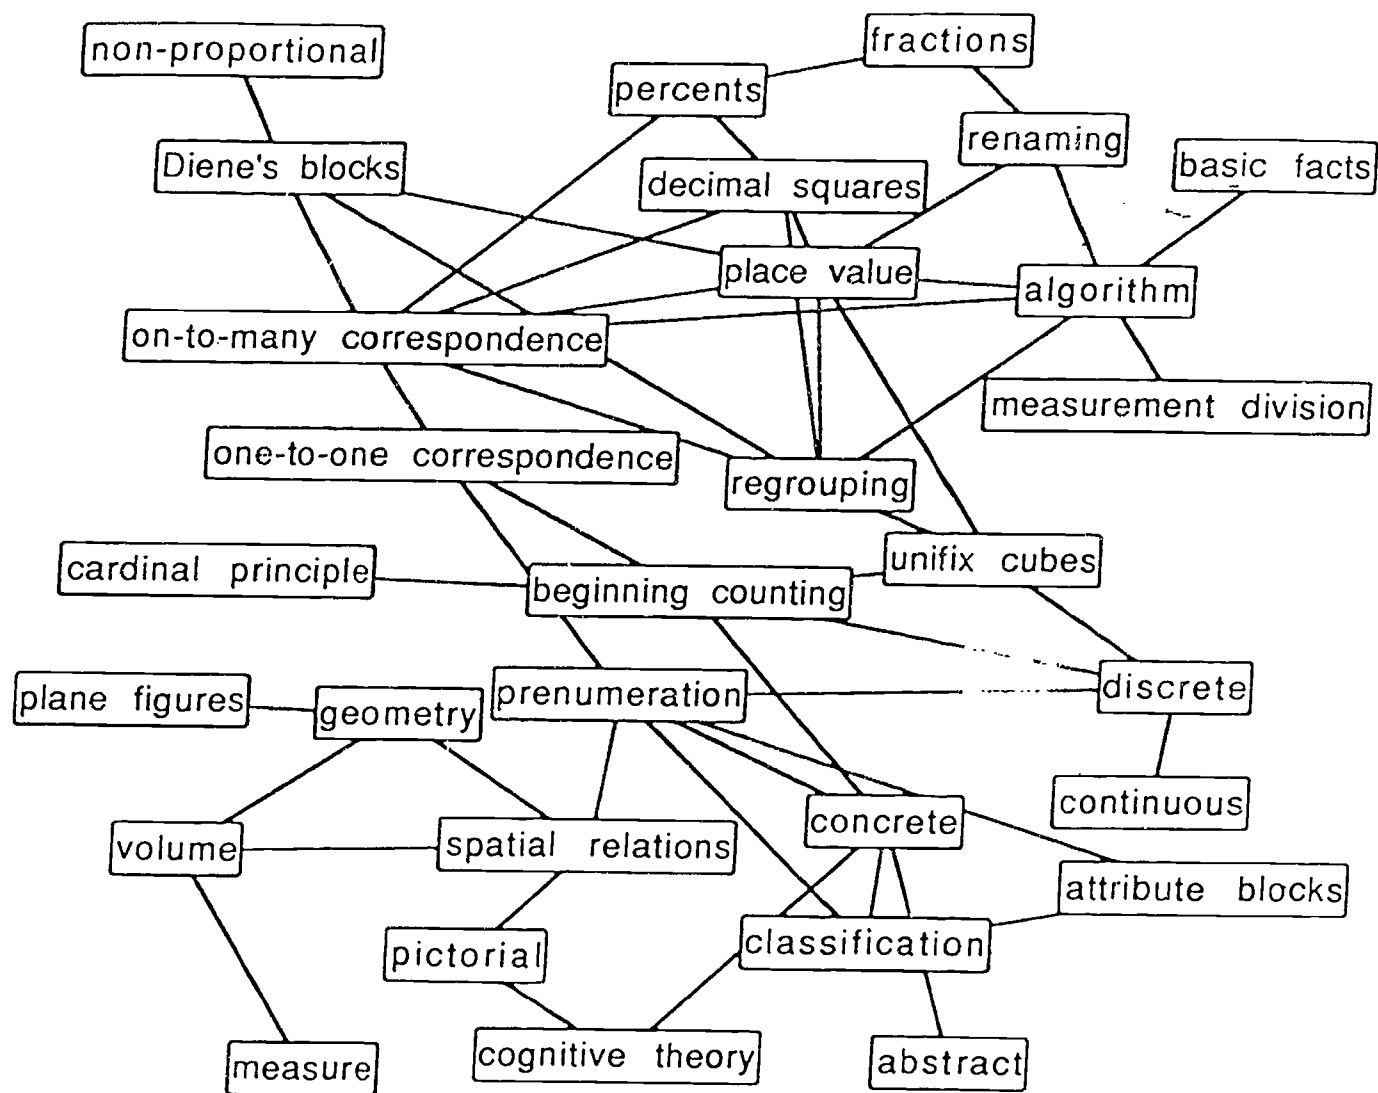 fractions
non-proportional
percents
renaming
basic facts
Diene's blocks
decimal squares
place value
algorithm
on-to-many correspondence
measurement division
one-to-one correspondence
regrouping
unifix cubes
cardinal principle
beginning counting
discrete
plane figures
geometry
prenumeration
continuous
concrete
volume
spatial relations
attribute blocks
classification
pictorial
cognitive theory
abstract
measure